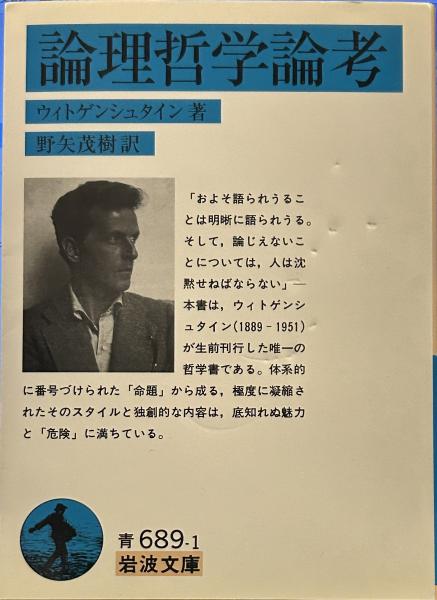 論理哲学論考
ウィトゲンシュタイン著
野矢茂樹訳
「およそ語られうるこ
とは明晰に語られうる。
そして，論じえないこ
とについては，人は沈
黙せねばならない」―
本書は，ウィトゲンシ
ュタイン(1889‐1951)
が生前刊行した唯一の
哲学書である。体系的
に番号づけられた「命題」から成る，極度に凝縮さ
れたそのスタイルと独創的な内容は，底知れぬ魅力
と「危険」に満ちている。
青689-1
岩波文庫